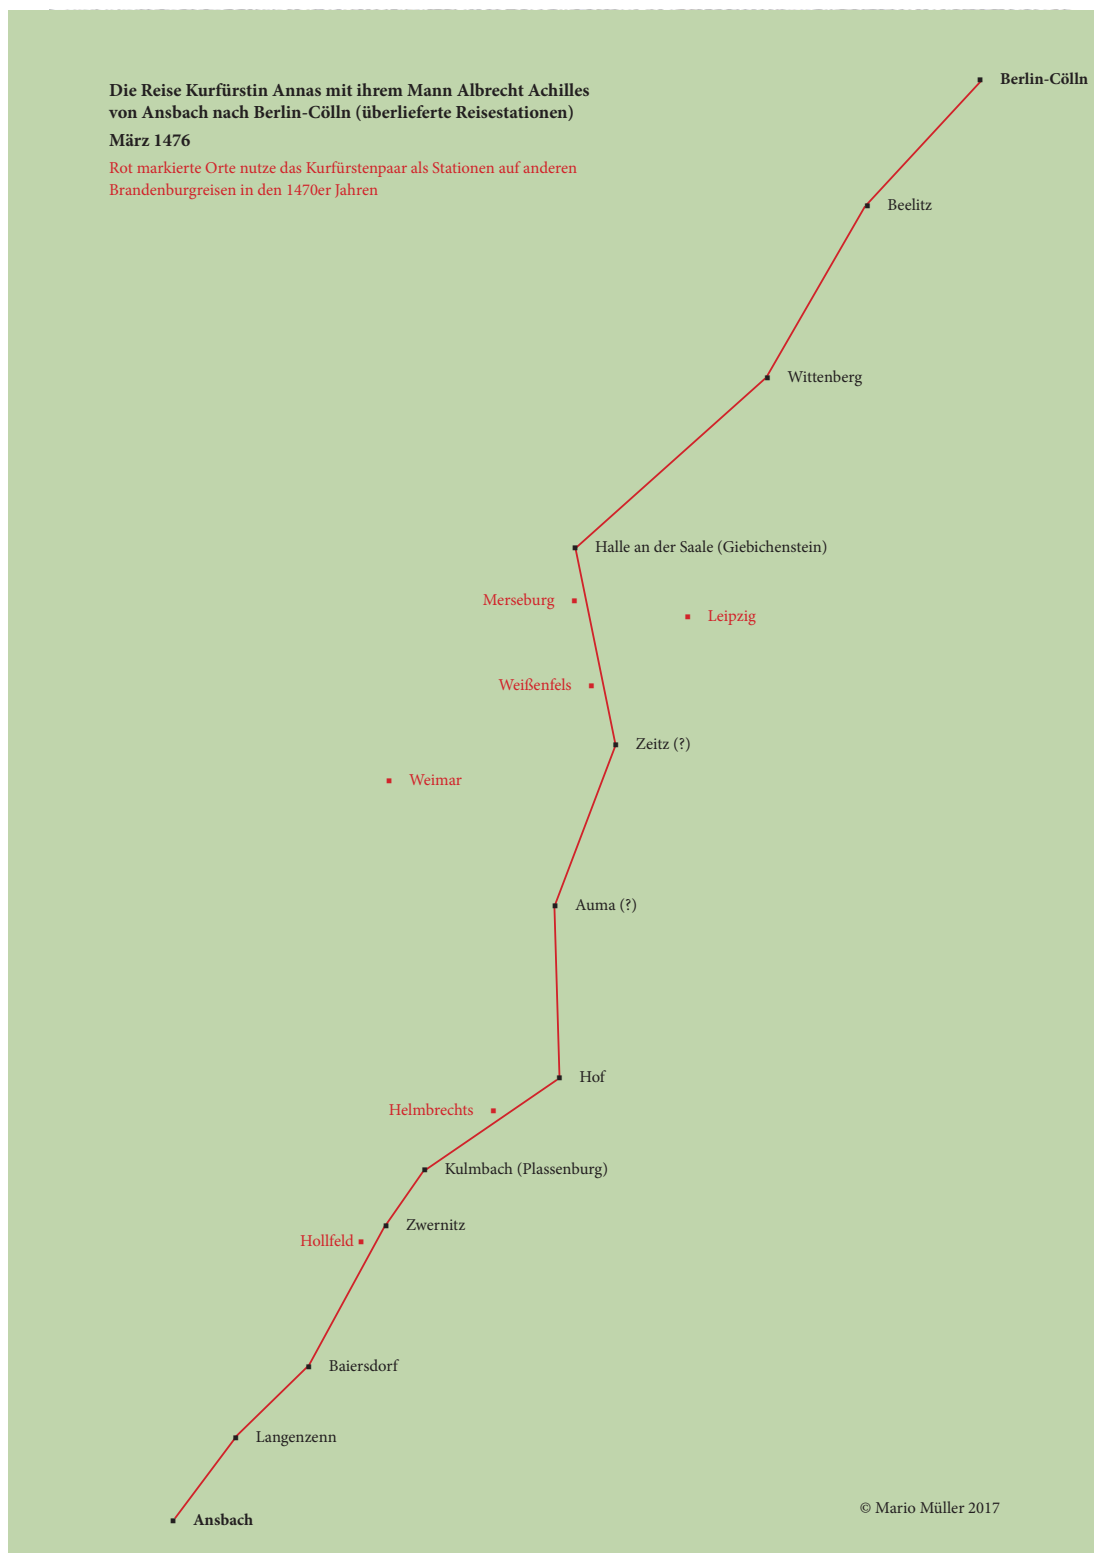 Berlin-Cölln
Die Reise Kurfürstin Annas mit ihrem Mann Albrecht Achilles
von Ansbach nach Berlin-Cölln (überlieferte Reisestationen)
März 1476
Rot markierte Orte nutze das Kurfürstenpaar als Stationen auf anderen
Brandenburgreisen in den 1470er Jahren
Beelitz
Wittenberg
Halle an der Saale (Giebichenstein)
Merseburg
Leipzig
Weißenfels
Zeitz (?)
Weimar
Auma (?)
Hof
Helmbrechts
Kulmbach (Plassenburg)
Zwernitz
Hollfeld
Baiersdorf
Langenzenn
© Mario Müller 2017
Ansbach